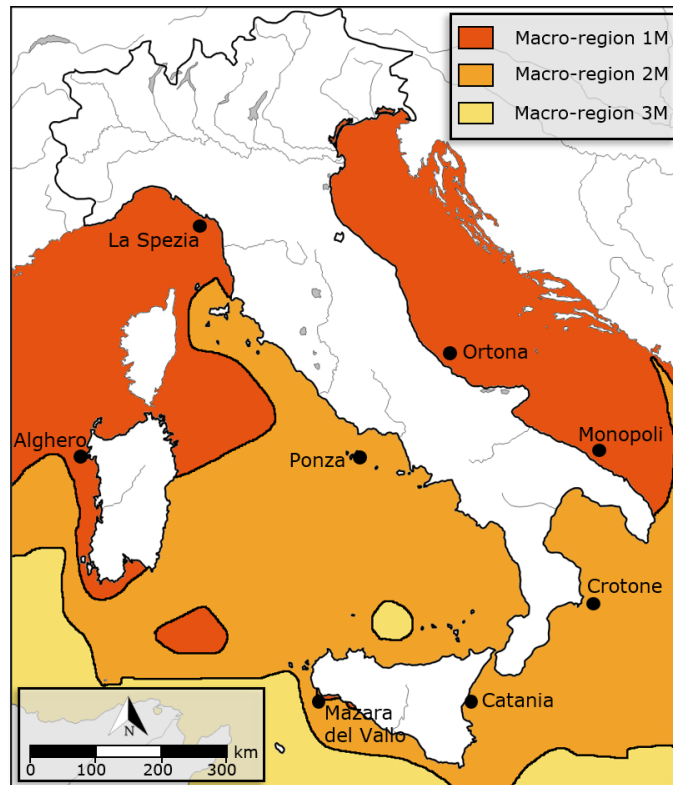 Macro-region 1M
Macro-region 2M
Macro-region 3M
La Spezia
Ortona
Alghero
Monopoli
Ponza
Crotone
Catania
Mazara
del Vallo
N
km
0 100 200 300